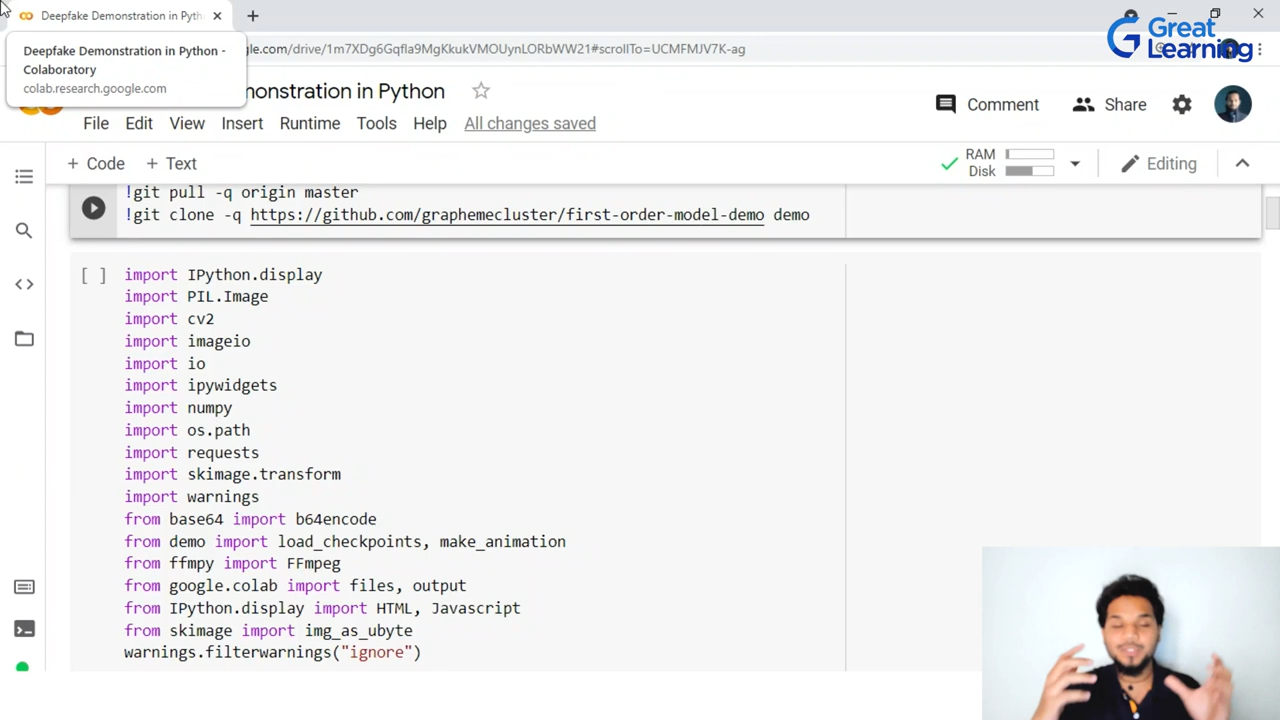 Deepfake Demonstration in Pyth
Great
Learning
Deepfake Demonstration in Python -
Colaboratory
colab.research.google.com
gle.com/drive/1m7XDg6Gqfla9MgKkukVMOUynLORbWW21#scrollTo=UCMFMJV7K-ag
monstration in Python
Comment
Share
File Edit View Insert Runtime Tools Help All changes saved
+ Code + Text
RAM
Disk
Editing
!git pull -q origin master
!git clone -q https://github.com/graphemecluster/first-order-model-demo demo
[ ] import IPython.display
import PIL.Image
import cv2
import imageio
import io
import ipywidgets
import numpy
import os.path
import requests
import skimage.transform
import warnings
from base64 import b64encode
from demo import load_checkpoints, make_animation
from ffmpy import FFmpeg
from google.colab import files, output
from IPython.display import HTML, Javascript
from skimage import img_as_ubyte
warnings.filterwarnings("ignore")